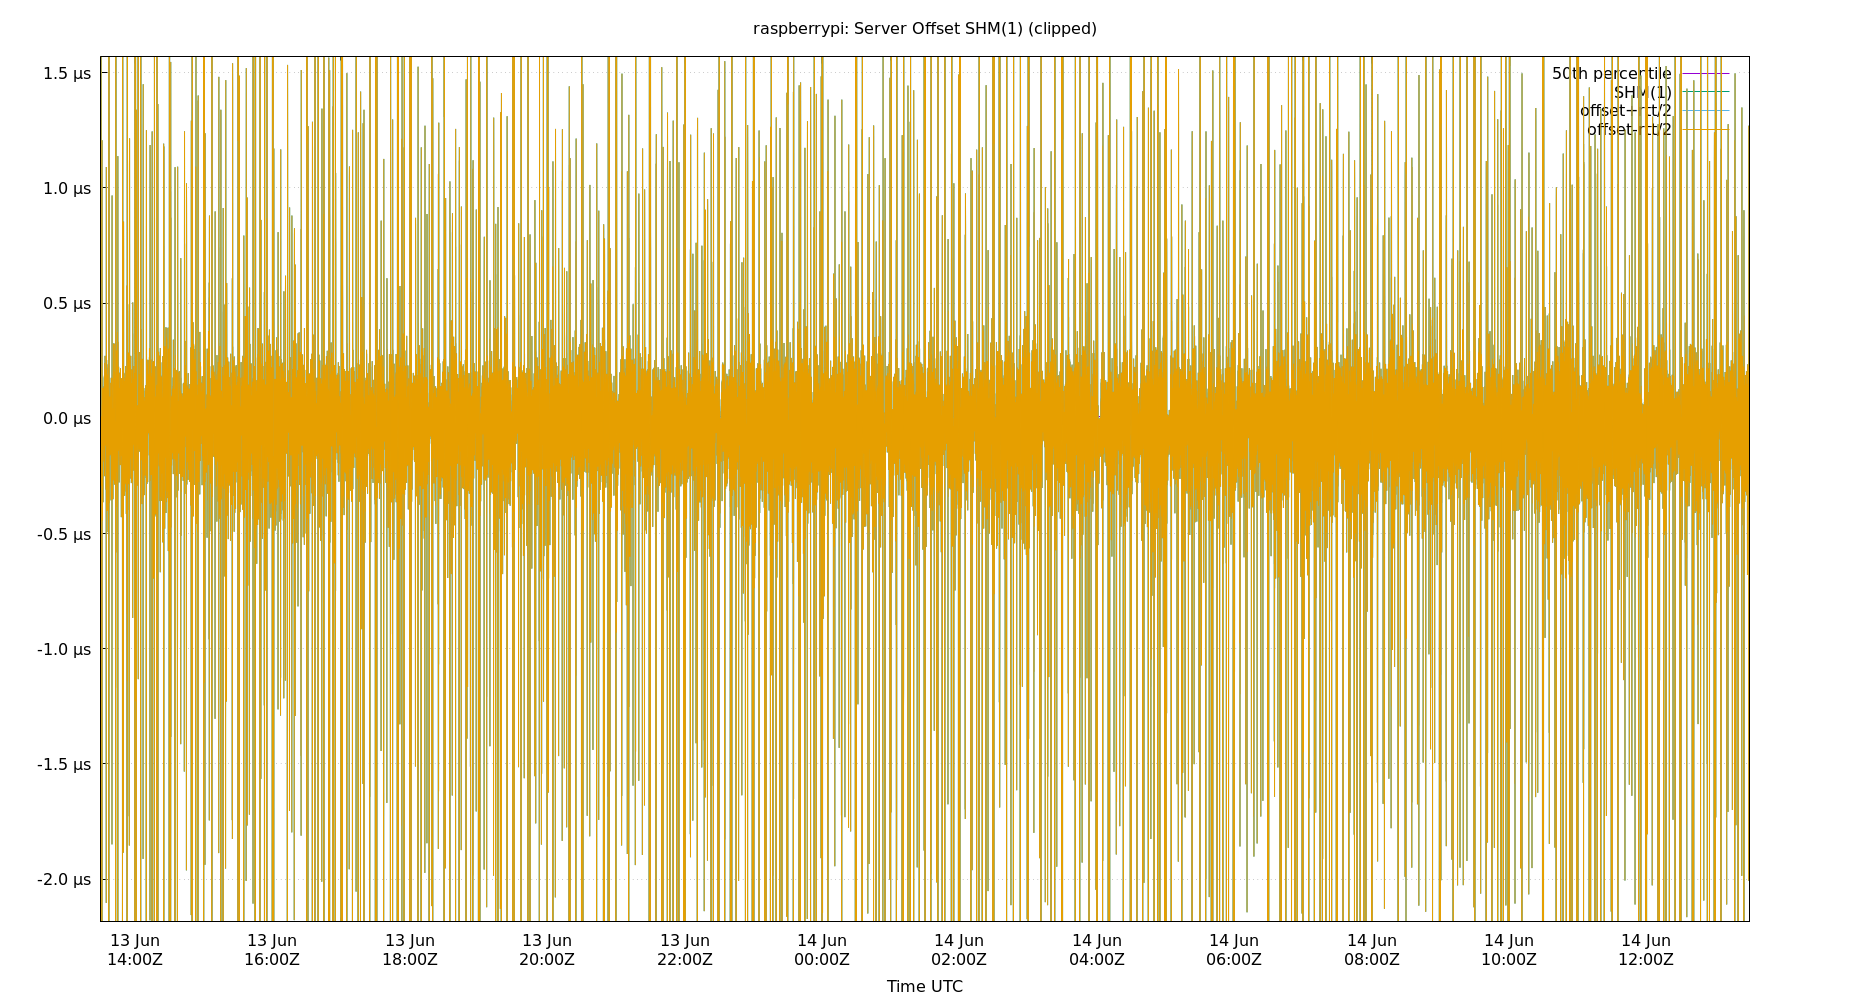 raspberrypi: Server Offset SHM(1) (clipped)
1.5 µs
1.0 µs
0.5 µs
0.0 µs
-0.5 µs
-1.0 µs
-1.5 µs
-2.0 µs
50th percentile
SHM(1)
offset+rtt/2
offset-rtt/2
13 Jun 13 Jun 13 Jun 13 Jun 13 Jun 14 Jun 14 Jun 14 Jun 14 Jun 14 Jun 14 Jun 14 Jun
14:00Z 16:00Z 18:00Z 20:00Z 22:00Z 00:00Z 02:00Z 04:00Z 06:00Z 08:00Z 10:00Z 12:00Z
Time UTC